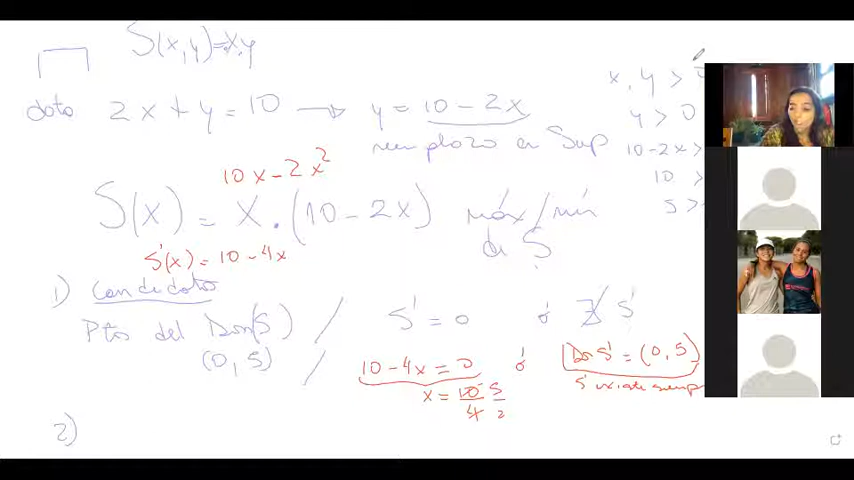 S(x,y)=x.y
x, y >
dato 2x + y = 10 → y = 10 - 2x
y > 0
reemplazo en Sup
10-2x >
10 >
5 >
10x - 2x²
S(x) = x . (10 - 2x) máx/mín
de S
S'(x) = 10 - 4x
1) Candidatos
Ptos del Dom(S) / S' = 0 ó ∄ S'
(0, 5) /
10 - 4x = 0 ó Dom S' = (0, 5)
S' existe siemp
x = 10/4 5/2
2)